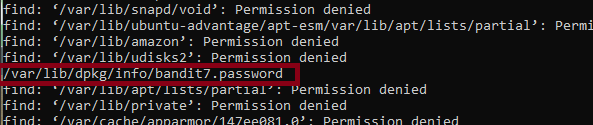 find: ‘/var/lib/snapd/void’: Permission denied
find: ‘/var/lib/ubuntu-advantage/apt-esm/var/lib/apt/lists/partial’: Permission
find: ‘/var/lib/amazon’: Permission denied
find: ‘/var/lib/udisks2’: Permission denied
/var/lib/dpkg/info/bandit7.password
find: ‘/var/lib/apt/lists/partial’: Permission denied
find: ‘/var/lib/private’: Permission denied
find: ‘/var/cache/apparmor/147ee081.0’: Permission denied